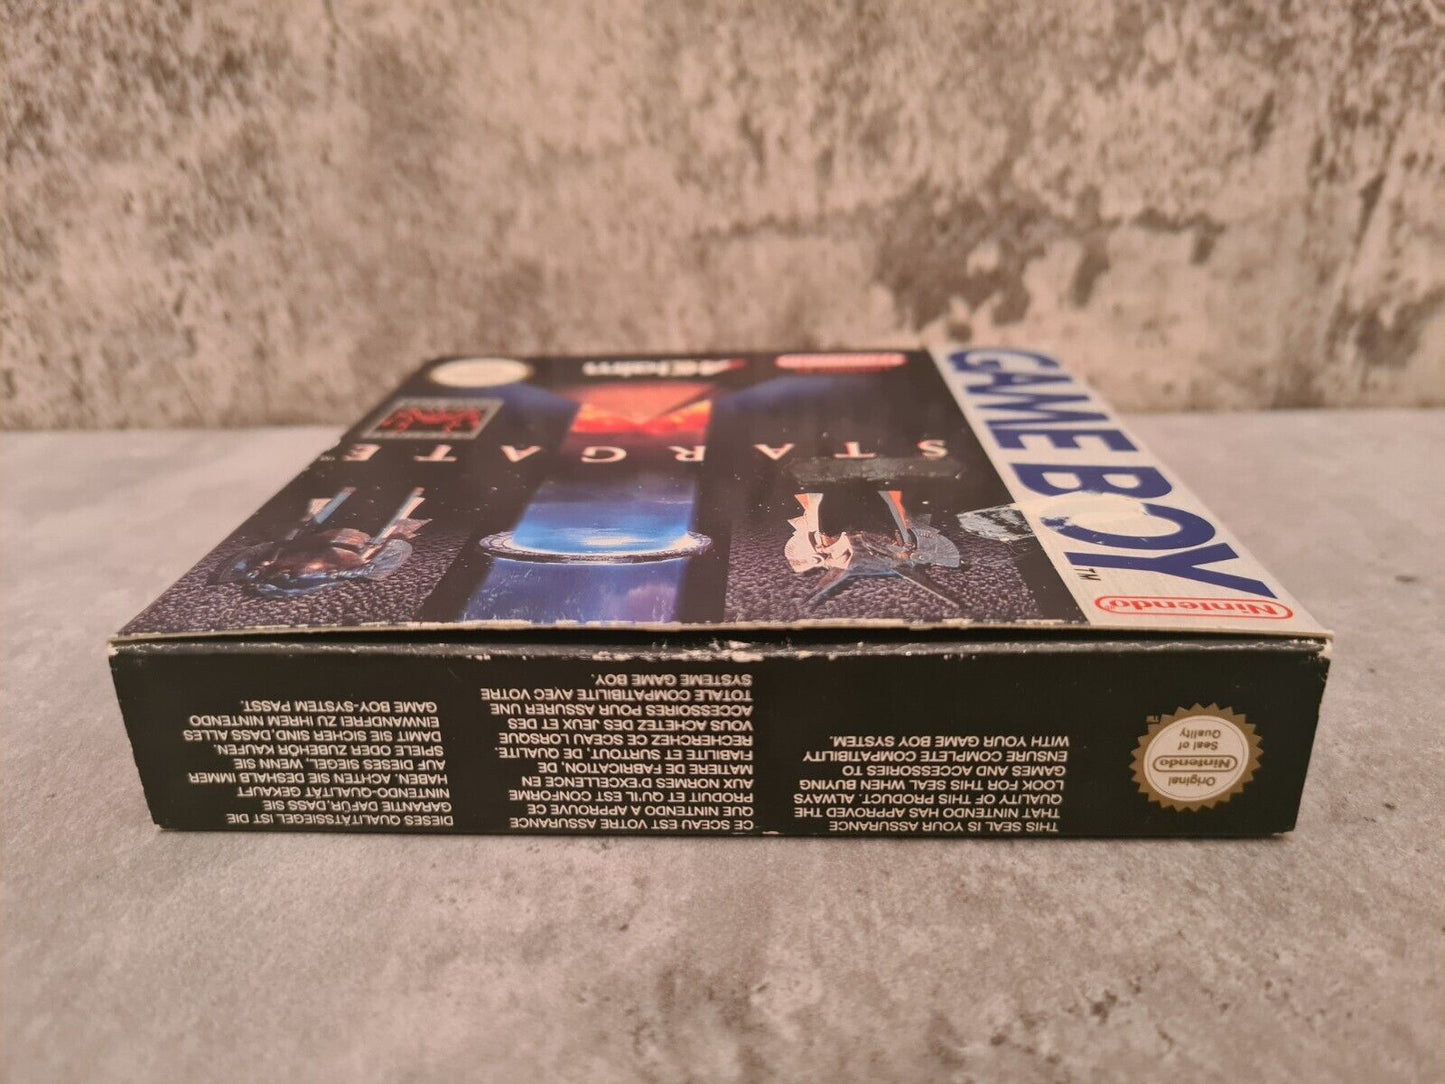 GAME BOY
TM
Nintendo®
Nintendo
AKlaim
STARGATE™
Original
Nintendo
Seal of
Quality
TM
THIS SEAL IS YOUR ASSURANCE
THAT NINTENDO HAS APPROVED THE
QUALITY OF THIS PRODUCT. ALWAYS
LOOK FOR THIS SEAL WHEN BUYING
GAMES AND ACCESSORIES TO
ENSURE COMPLETE COMPATIBILITY
WITH YOUR GAME BOY SYSTEM.
CE SCEAU EST VOTRE ASSURANCE
QUE NINTENDO A APPROUVE CE
PRODUIT ET QU'IL EST CONFORME
AUX NORMES D'EXCELLENCE EN
MATIERE DE FABRICATION, DE
FIABILITE ET SURTOUT, DE QUALITE.
RECHERCHEZ CE SCEAU LORSQUE
VOUS ACHETEZ DES JEUX ET DES
ACCESSOIRES POUR ASSURER UNE
TOTALE COMPATIBILITE AVEC VOTRE
SYSTEME GAME BOY.
DIESES QUALITÄTSSIEGEL IST DIE
GARANTIE DAFÜR, DASS SIE
NINTENDO-QUALITÄT GEKAUFT
HABEN. ACHTEN SIE DESHALB IMMER
AUF DIESES SIEGEL, WENN SIE
SPIELE ODER ZUBEHÖR KAUFEN,
DAMIT SIE SICHER SIND, DASS ALLES
EINWANDFREI ZU IHREM NINTENDO
GAME BOY-SYSTEM PASST.